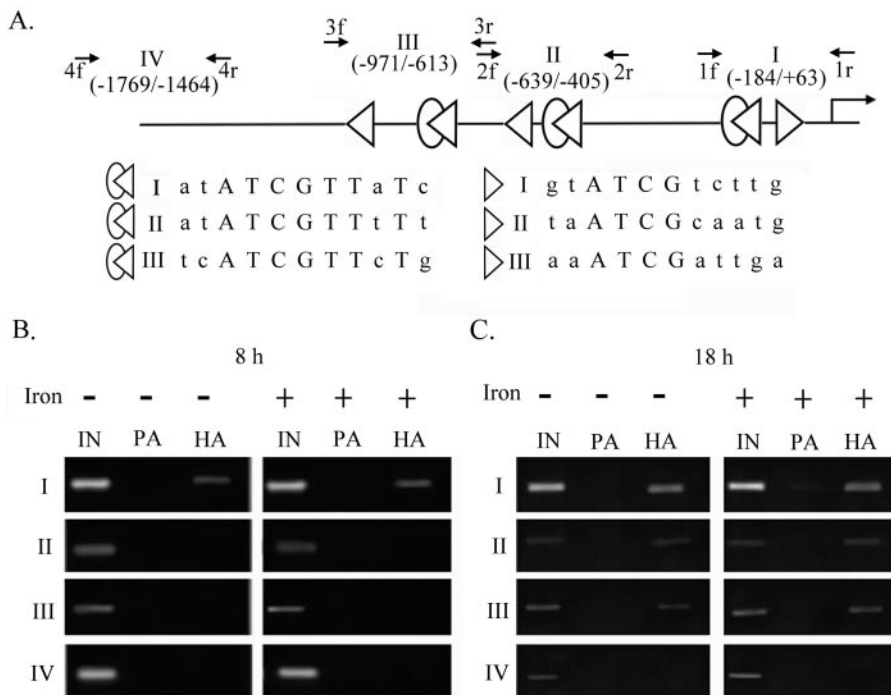 A.
3f III 3r
4f IV 4r 2f II 2r 1f I 1r
(-1769/-1464) (-971/-613) (-639/-405) (-184/+63)
I a t A T C G T T a T c I g t A T C G t c t t g
II a t A T C G T T t T t II t a A T C G c a a t g
III t c A T C G T T c T g III a a A T C G a t t g a
B. C.
8 h 18 h
Iron - - - + + + Iron - - - + + +
IN PA HA IN PA HA IN PA HA IN PA HA
I I
II II
III III
IV IV